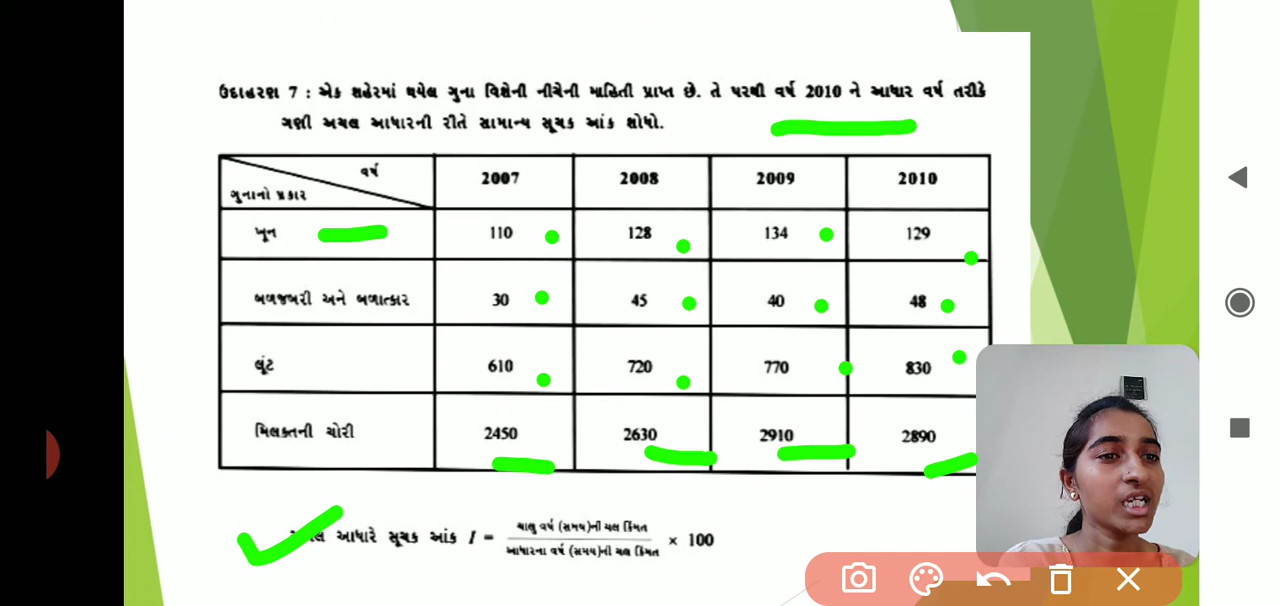 ઉદાહરણ 7 : એક શહેરમાં થયેલ ગુના વિશેની નીચેની માહિતી પ્રાપ્ત છે. તે પરથી વર્ષ 2010 ને આધાર વર્ષ તરીકે
ગણી અચલ આધારની રીતે સામાન્ય સૂચક આંક શોધો.
વર્ષ
ગુનાનો પ્રકાર
2007 2008 2009 2010
ખૂન 110 128 134 129
બળજબરી અને બળાત્કાર 30 45 40 48
લૂંટ 610 720 770 830
મિલકતની ચોરી 2450 2630 2910 2890
આધારે સૂચક આંક I = ચાલુ વર્ષ (સમય)ની ચલ કિંમત
આધારના વર્ષ (સમય)ની ચલ કિંમત × 100